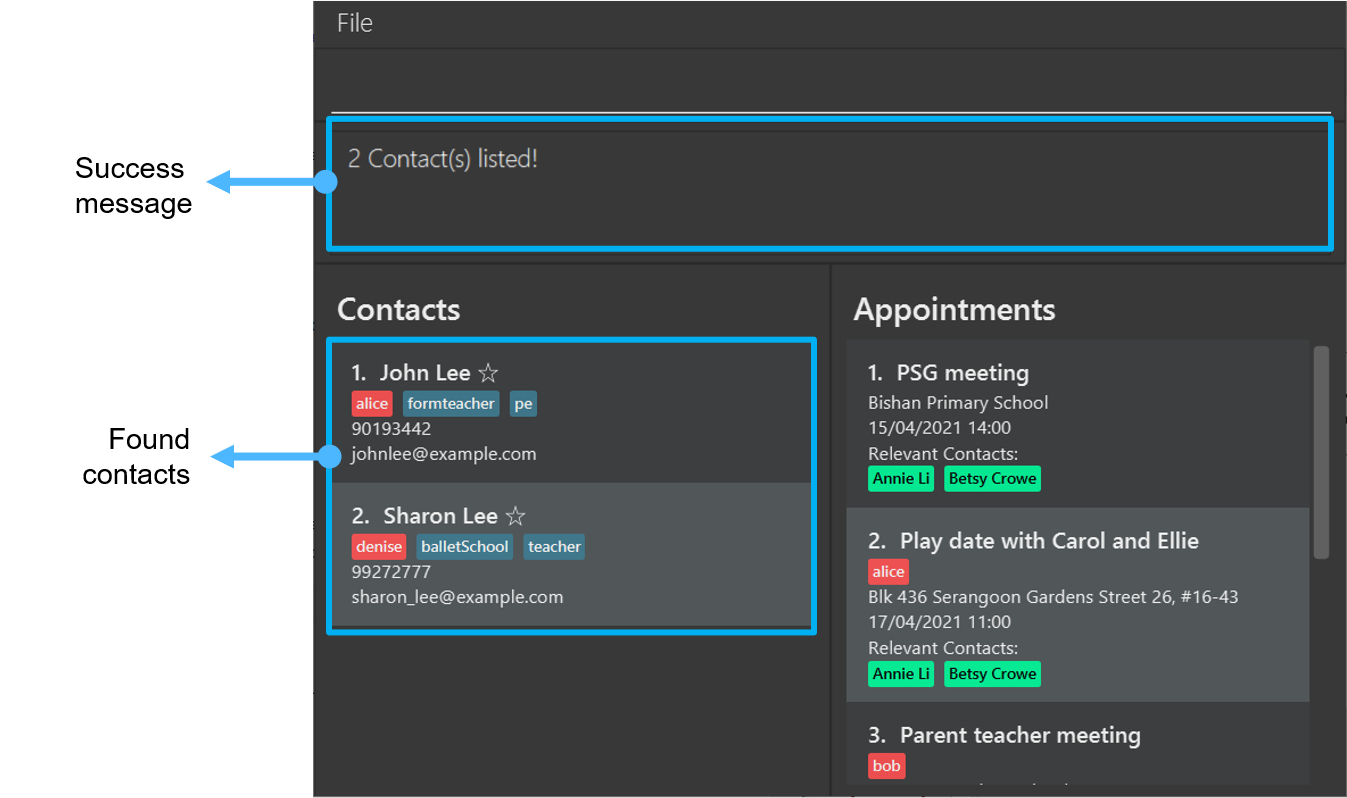 File
Success
message
2 Contact(s) listed!
Contacts
1. John Lee ☆
alice formteacher pe
90193442
johnlee@example.com
Found
contacts
2. Sharon Lee ☆
denise balletSchool teacher
99272777
sharon_lee@example.com
Appointments
1. PSG meeting
Bishan Primary School
15/04/2021 14:00
Relevant Contacts:
Annie Li Betsy Crowe
2. Play date with Carol and Ellie
alice
Blk 436 Serangoon Gardens Street 26, #16-43
17/04/2021 11:00
Relevant Contacts:
Annie Li Betsy Crowe
3. Parent teacher meeting
bob